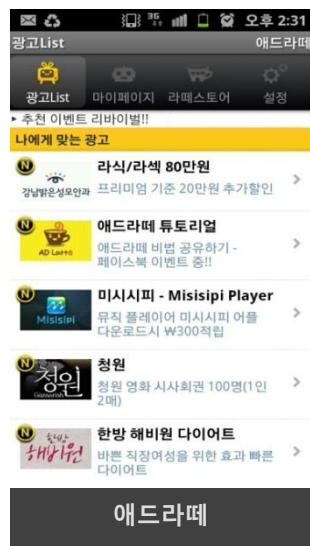 3G 오후 2:31
광고List 애드라떼
광고List 마이페이지 라떼스토어 설정
▸ 추천 이벤트 리바이벌!!
나에게 맞는 광고
N
강남밝은성모안과
라식/라섹 80만원
프리미엄 기준 20만원 추가할인
N
AD Latte
애드라떼 튜토리얼
애드라떼 비법 공유하기 -
페이스북 이벤트 중!!
N
Misisipi
미시시피 - Misisipi Player
뮤직 플레이어 미시시피 어플
다운로드시 ₩300적립
N
청원
청원
청원 영화 시사회권 100명(1인
2매)
N
한방
해비원
한방 해비원 다이어트
바쁜 직장여성을 위한 효과 빠른
다이어트
애드라떼